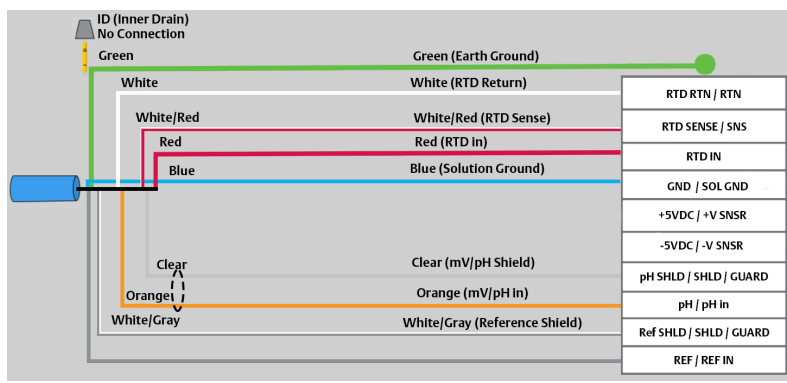 ID (Inner Drain)
No Connection
Green
Green (Earth Ground)
White
White (RTD Return)
RTD RTN / RTN
White/Red
White/Red (RTD Sense)
RTD SENSE / SNS
Red
Red (RTD in)
RTD IN
Blue
Blue (Solution Ground)
GND / SOL GND
+5VDC / +V SNSR
-5VDC / -V SNSR
Clear
Clear (mV/pH Shield)
pH SHLD / SHLD / GUARD
Orange
Orange (mV/pH in)
pH / pH in
White/Gray
White/Gray (Reference Shield)
Ref SHLD / SHLD / GUARD
REF / REF IN